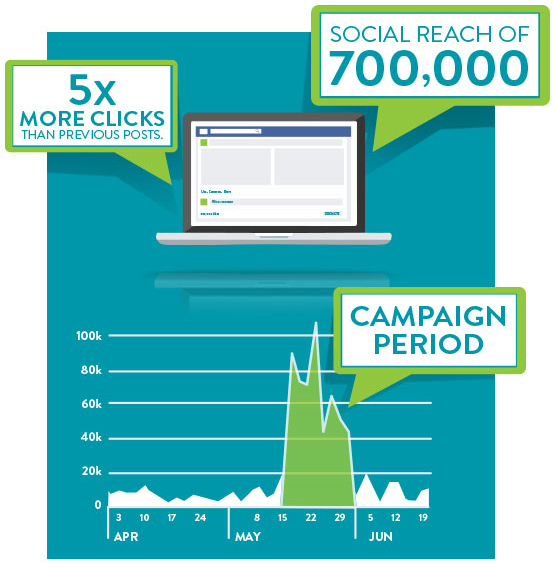 SOCIAL REACH OF
700,000
5x
MORE CLICKS
THAN PREVIOUS POSTS.
CAMPAIGN
PERIOD
100k
80k
60k
40k
20k
0
3 10 17 24 8 15 22 29 5 12 19
APR MAY JUN